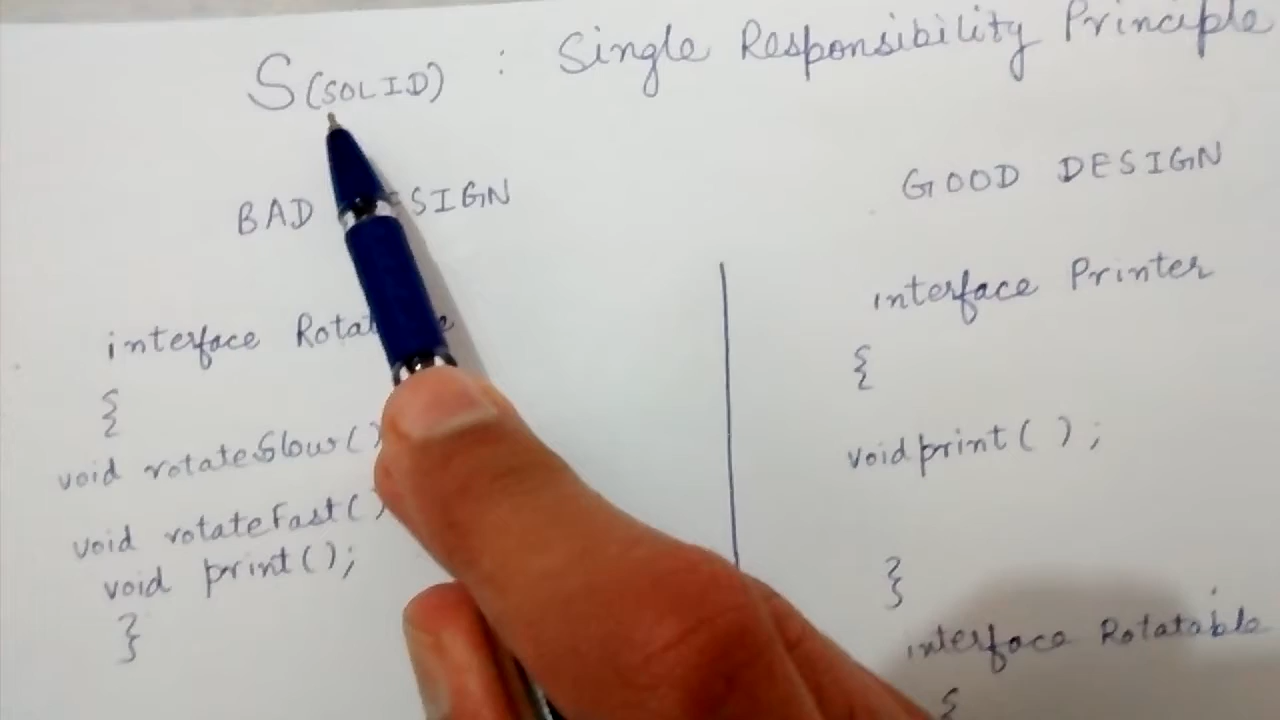 S(SOLID) : Single Responsibility Principle
BAD DESIGN
interface
{
void rotateSlow()
void rotateFast()
void print();
}
GOOD DESIGN
interface Printer
{
void print( );
}
interface Rotatable
{